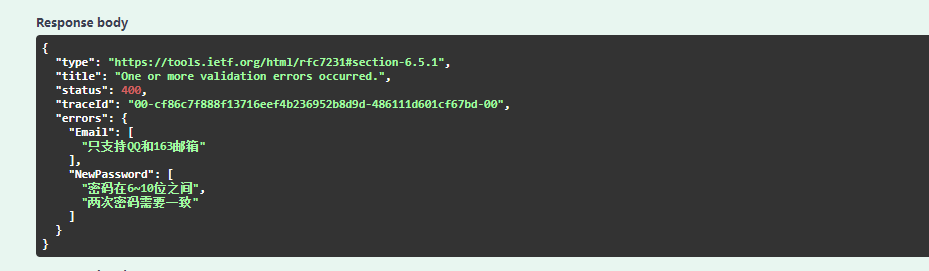 Response body
{
"type": "https://tools.ietf.org/html/rfc7231#section-6.5.1",
"title": "One or more validation errors occurred.",
"status": 400,
"traceId": "00-cf86c7f888f13716eef4b236952b8d9d-486111d601cf67bd-00",
"errors": {
"Email": [
"只支持QQ和163邮箱"
],
"NewPassword": [
"密码在6~10位之间",
"两次密码需要一致"
]
}
}